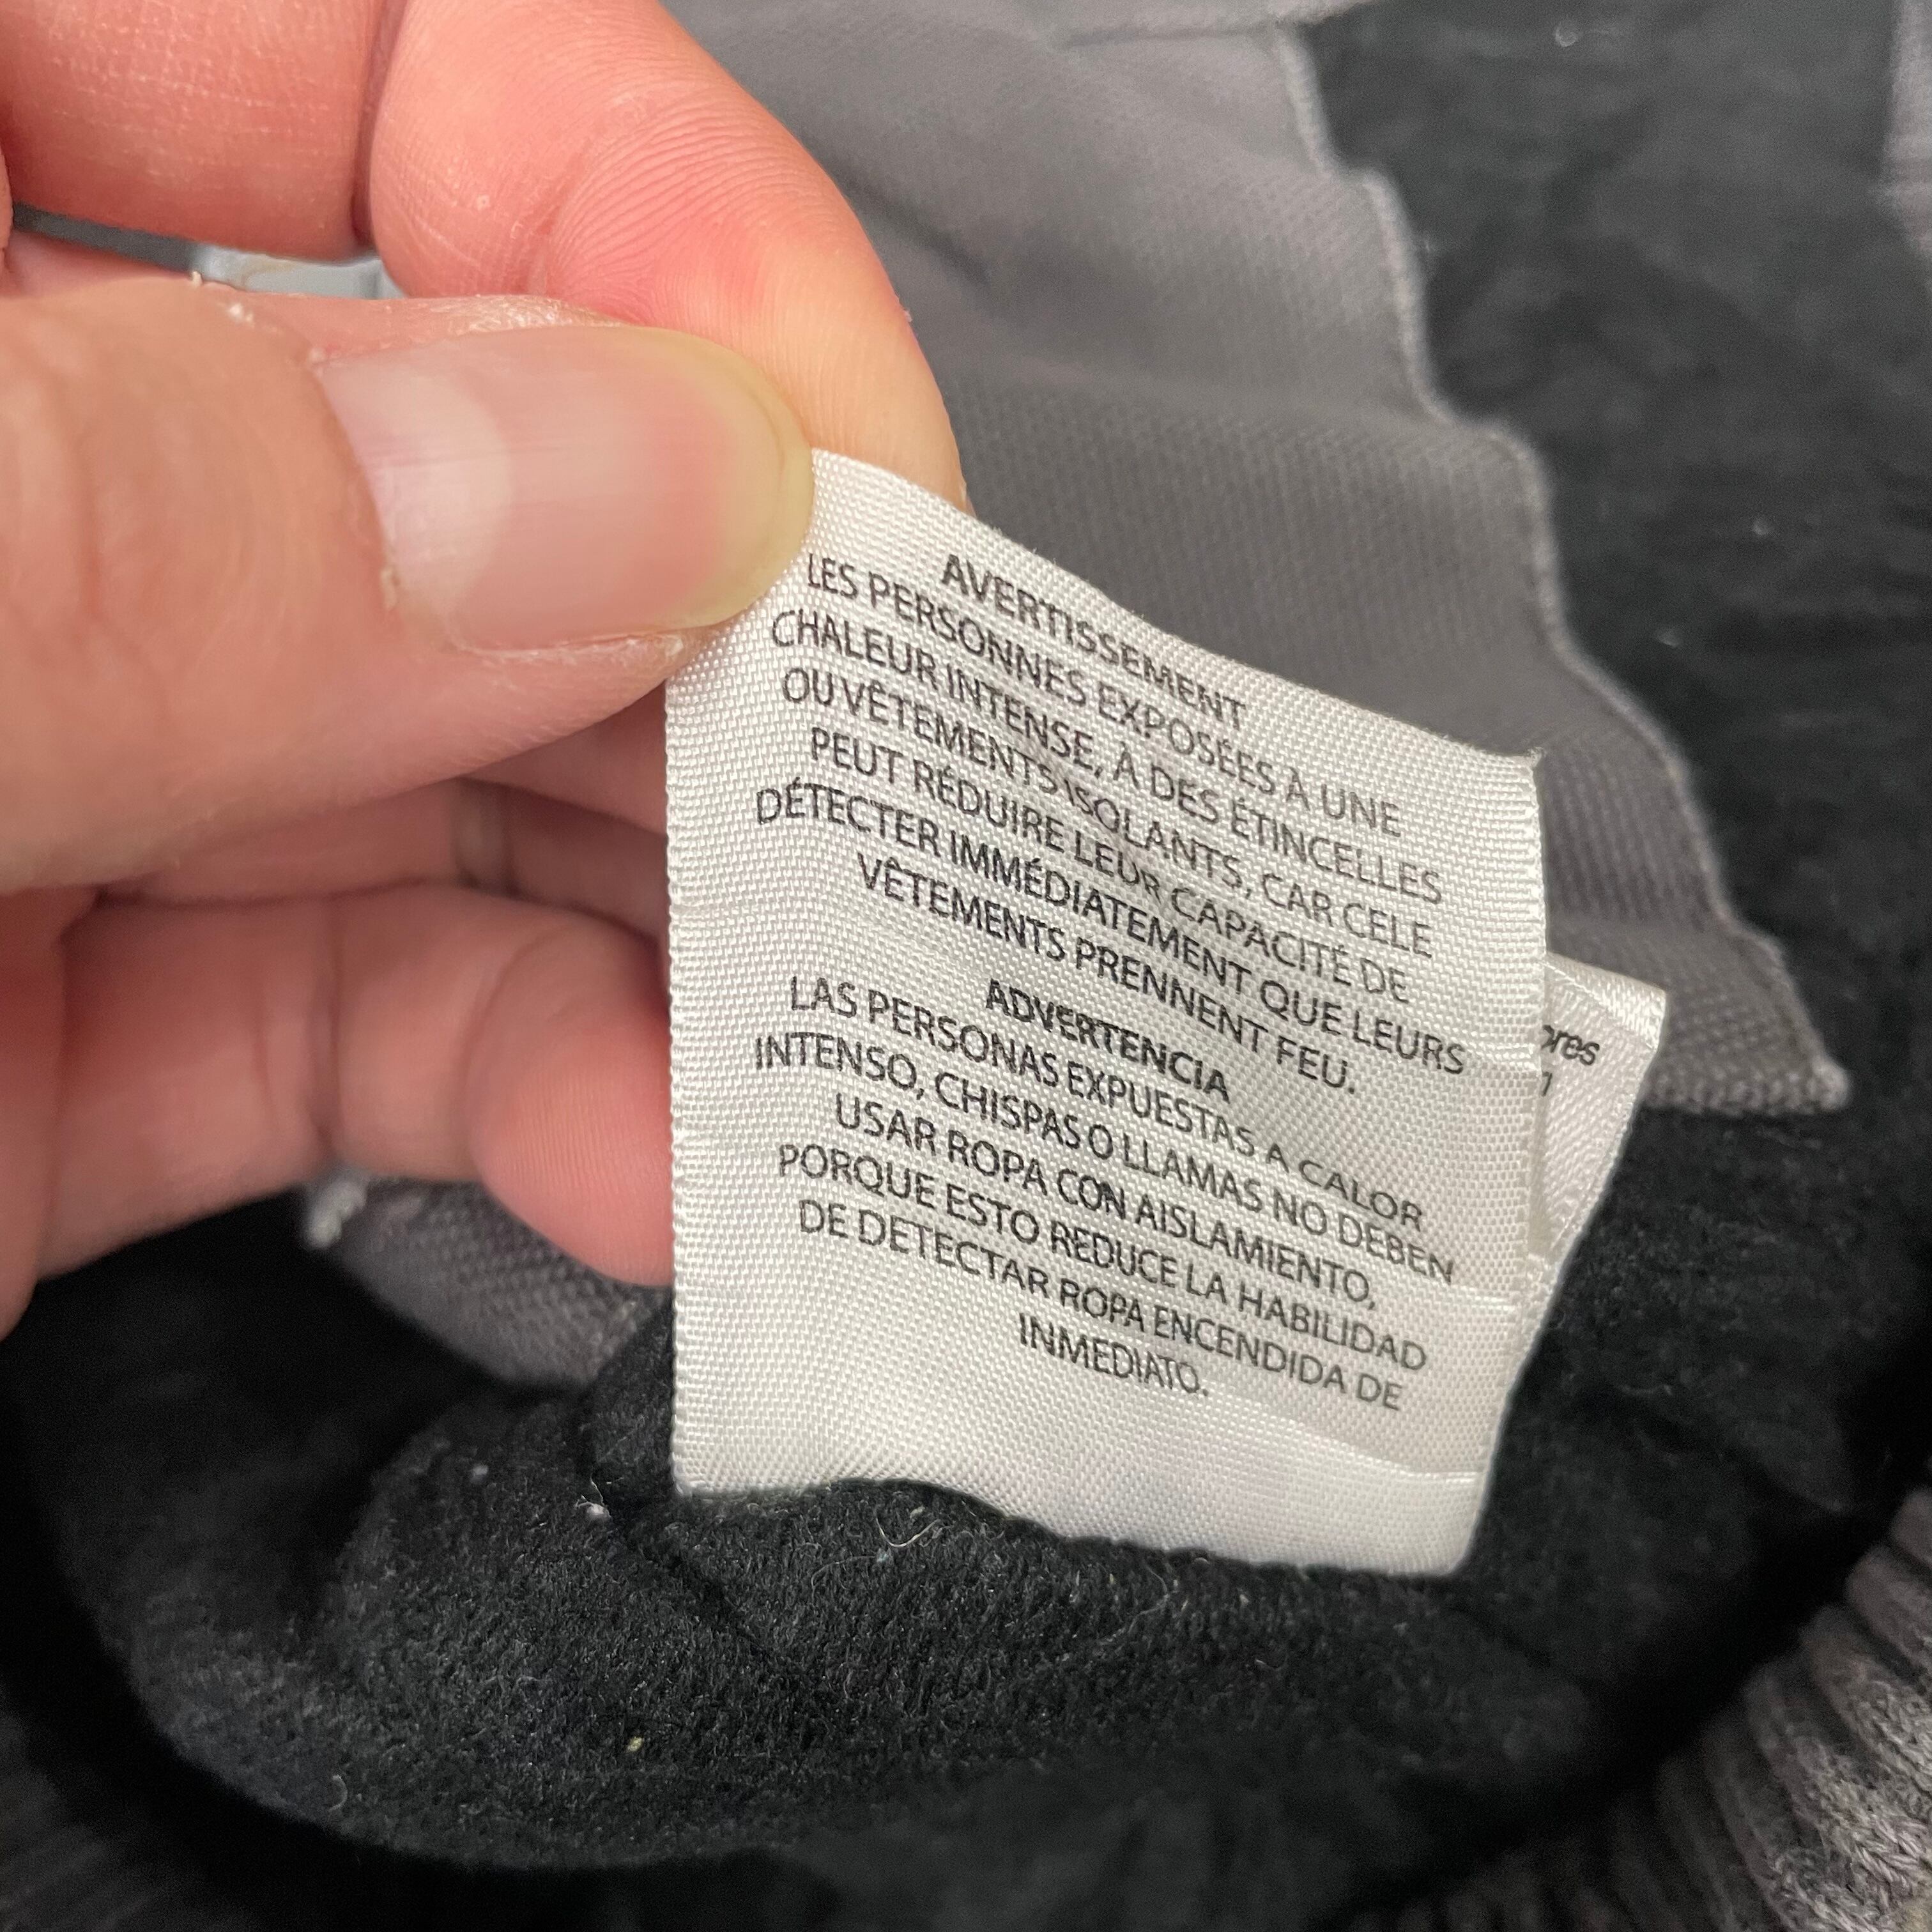 AVERTISSEMENT
LES PERSONNES EXPOSÉES À UNE
CHALEUR INTENSE, À DES ÉTINCELLES
OU VÊTEMENTS ISOLANTS, CAR CELE
PEUT RÉDUIRE LEUR CAPACITÉ DE
DÉTECTER IMMÉDIATEMENT QUE LEURS
VÊTEMENTS PRENNENT FEU.
ADVERTENCIA
LAS PERSONAS EXPUESTAS A CALOR
INTENSO, CHISPAS O LLAMAS NO DEBEN
USAR ROPA CON AISLAMIENTO,
PORQUE ESTO REDUCE LA HABILIDAD
DE DETECTAR ROPA ENCENDIDA DE
INMEDIATO.